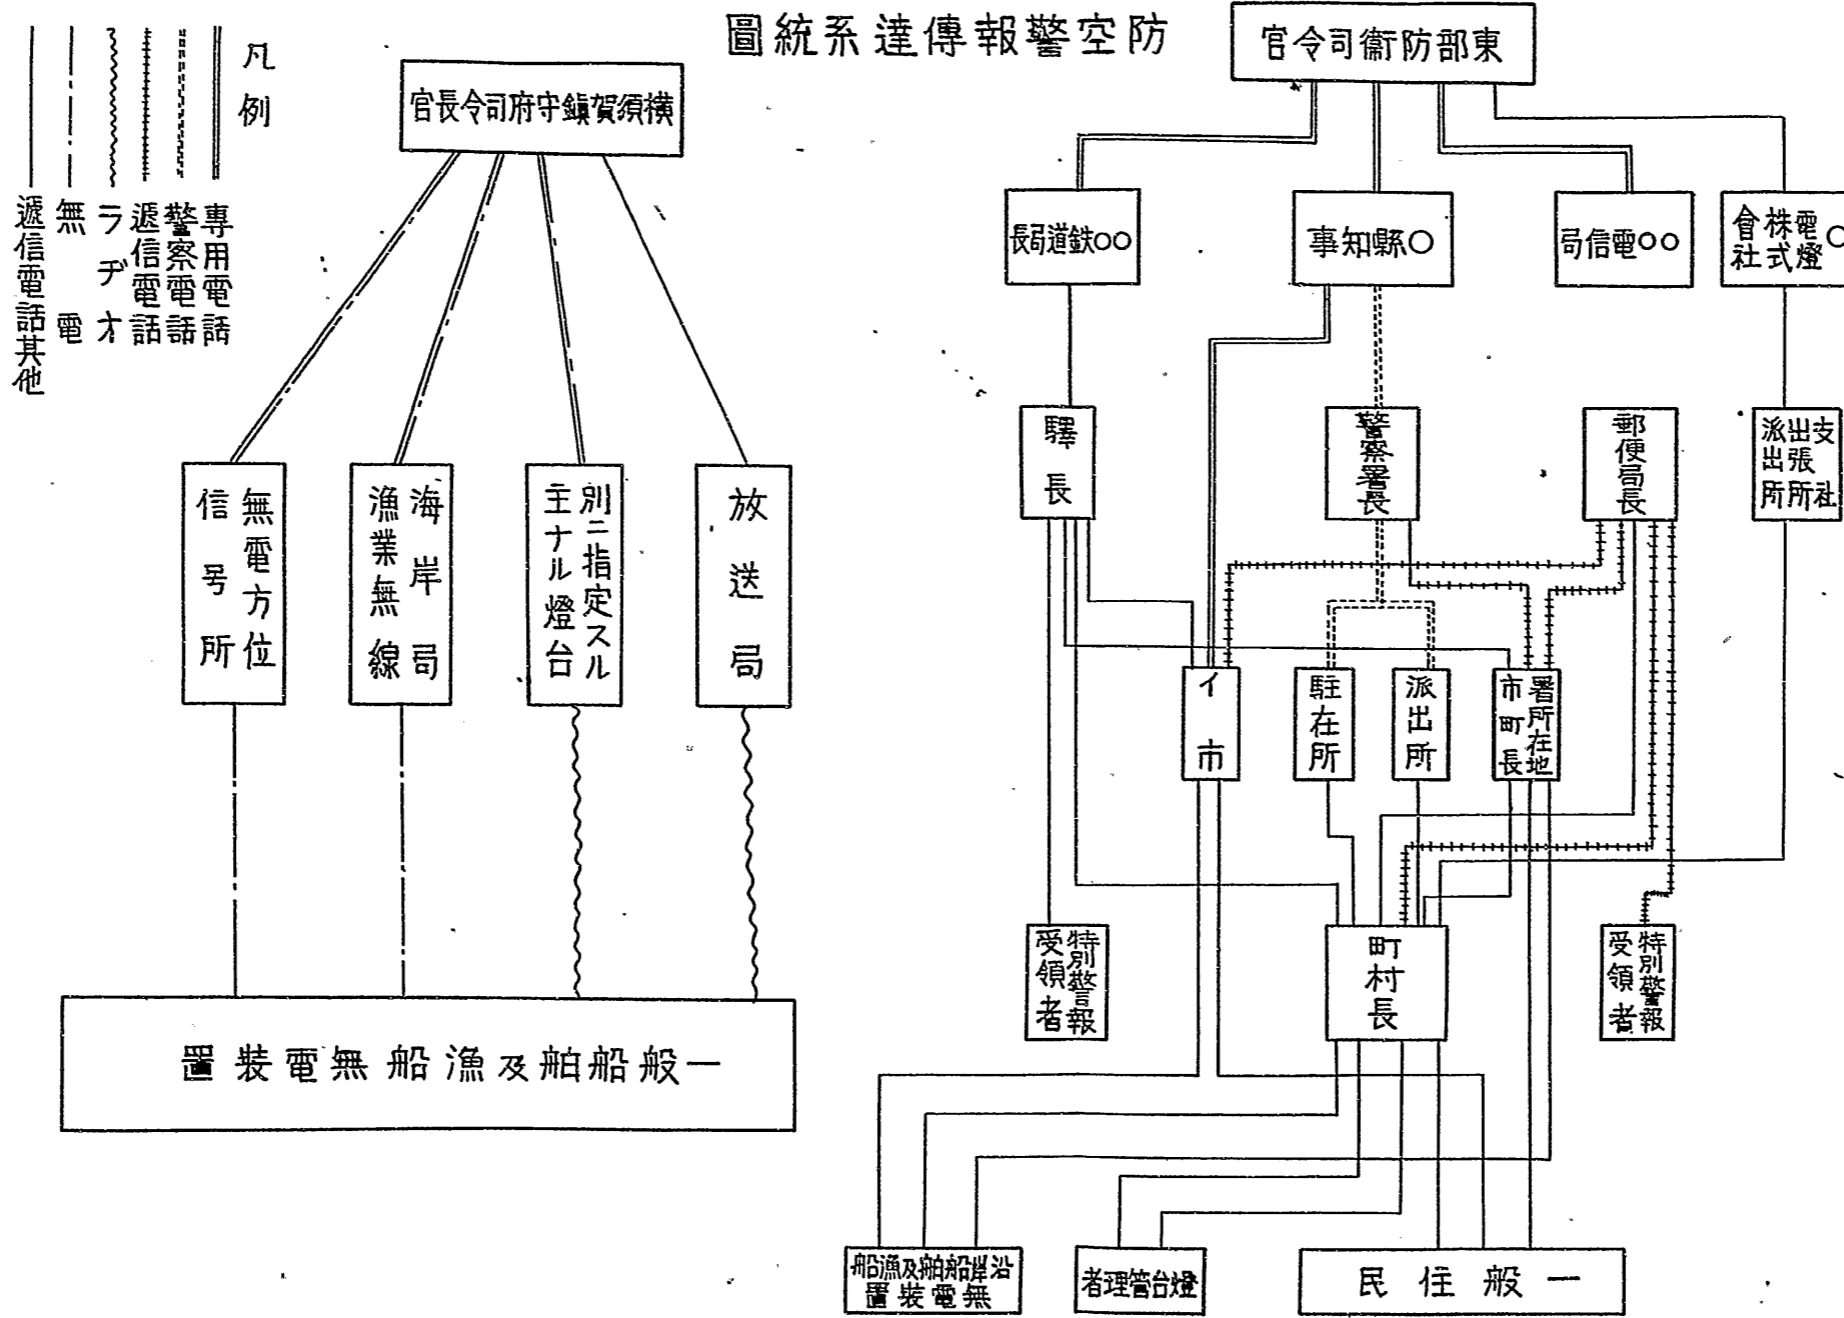 防空警報傳達系統圖
凡例
專用電話
警察電話
遞信電話
ラヂオ
無電
遞信電話其他
横須賀鎮守府司令長官
無電方位
信号所
海岸局
漁業無線
別ニ指定スル
主ナル燈台
放送局
一般船舶及漁船無電装置
東部防衞司令官
○○鉄道局長
○縣知事
○○電信局
○
電燈
株式
會社
驛長
警察署長
郵便局長
支社
出張所
派出所
イ市
駐在所
派出所
署所在地
市町長
特別警報
受領者
町村長
特別警報
受領者
沿岸船舶及漁船
無電装置
燈台管理者
一般住民